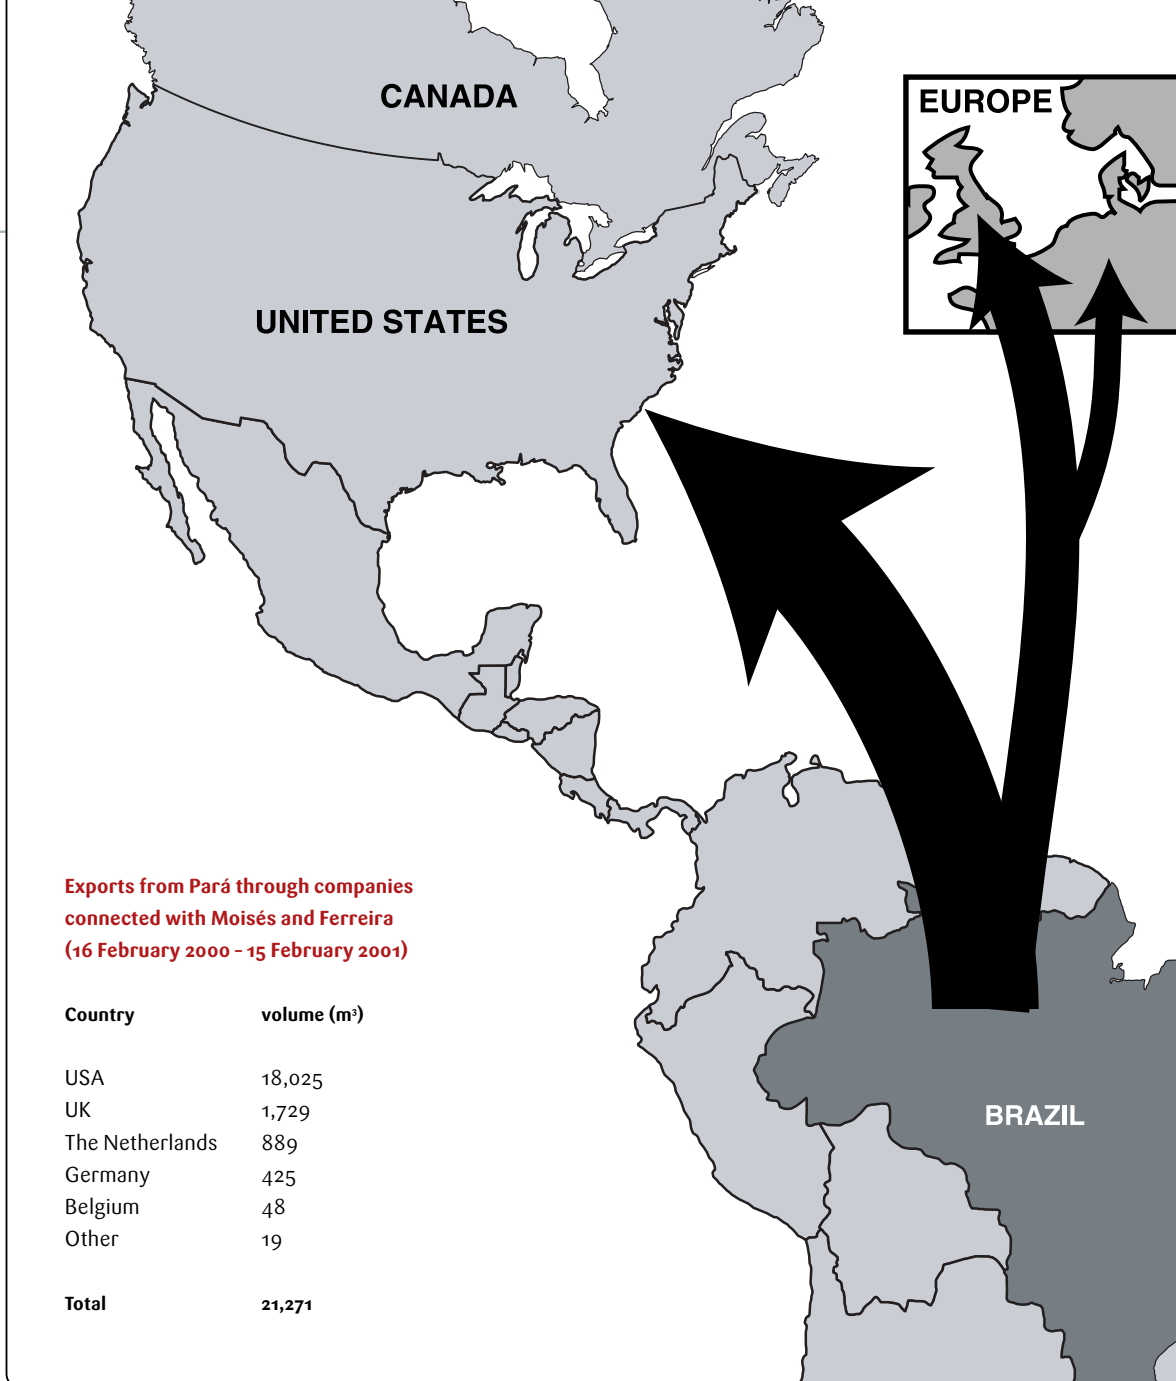 CANADA
EUROPE
UNITED STATES
Exports from Pará through companies
connected with Moisés and Ferreira
(16 February 2000 - 15 February 2001)
Country volume (m³)
USA 18,025
UK 1,729
The Netherlands 889
Germany 425
Belgium 48
Other 19
Total 21,271
BRAZIL